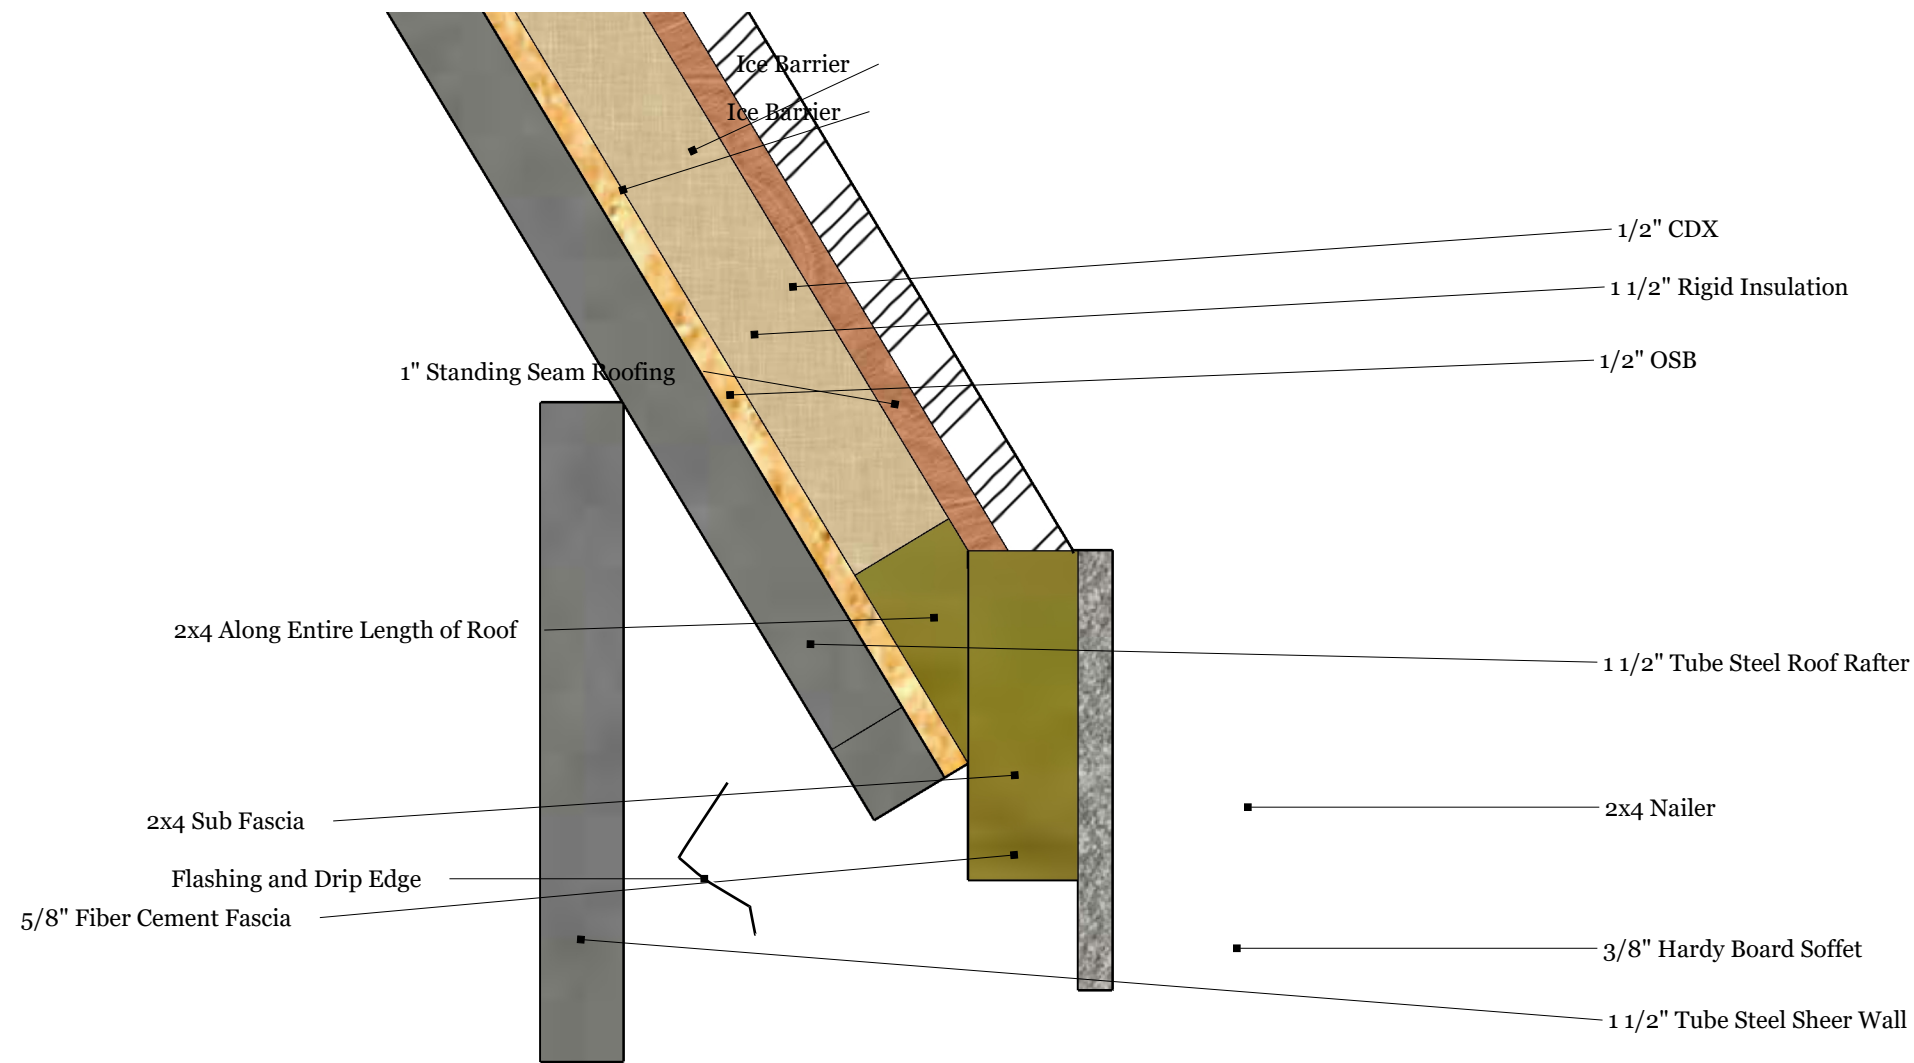 Ice Barrier
Ice Barrier
1/2" CDX
1 1/2" Rigid Insulation
1/2" OSB
1" Standing Seam Roofing
2x4 Along Entire Length of Roof
1 1/2" Tube Steel Roof Rafter
2x4 Sub Fascia
2x4 Nailer
Flashing and Drip Edge
5/8" Fiber Cement Fascia
3/8" Hardy Board Soffet
1 1/2" Tube Steel Sheer Wall